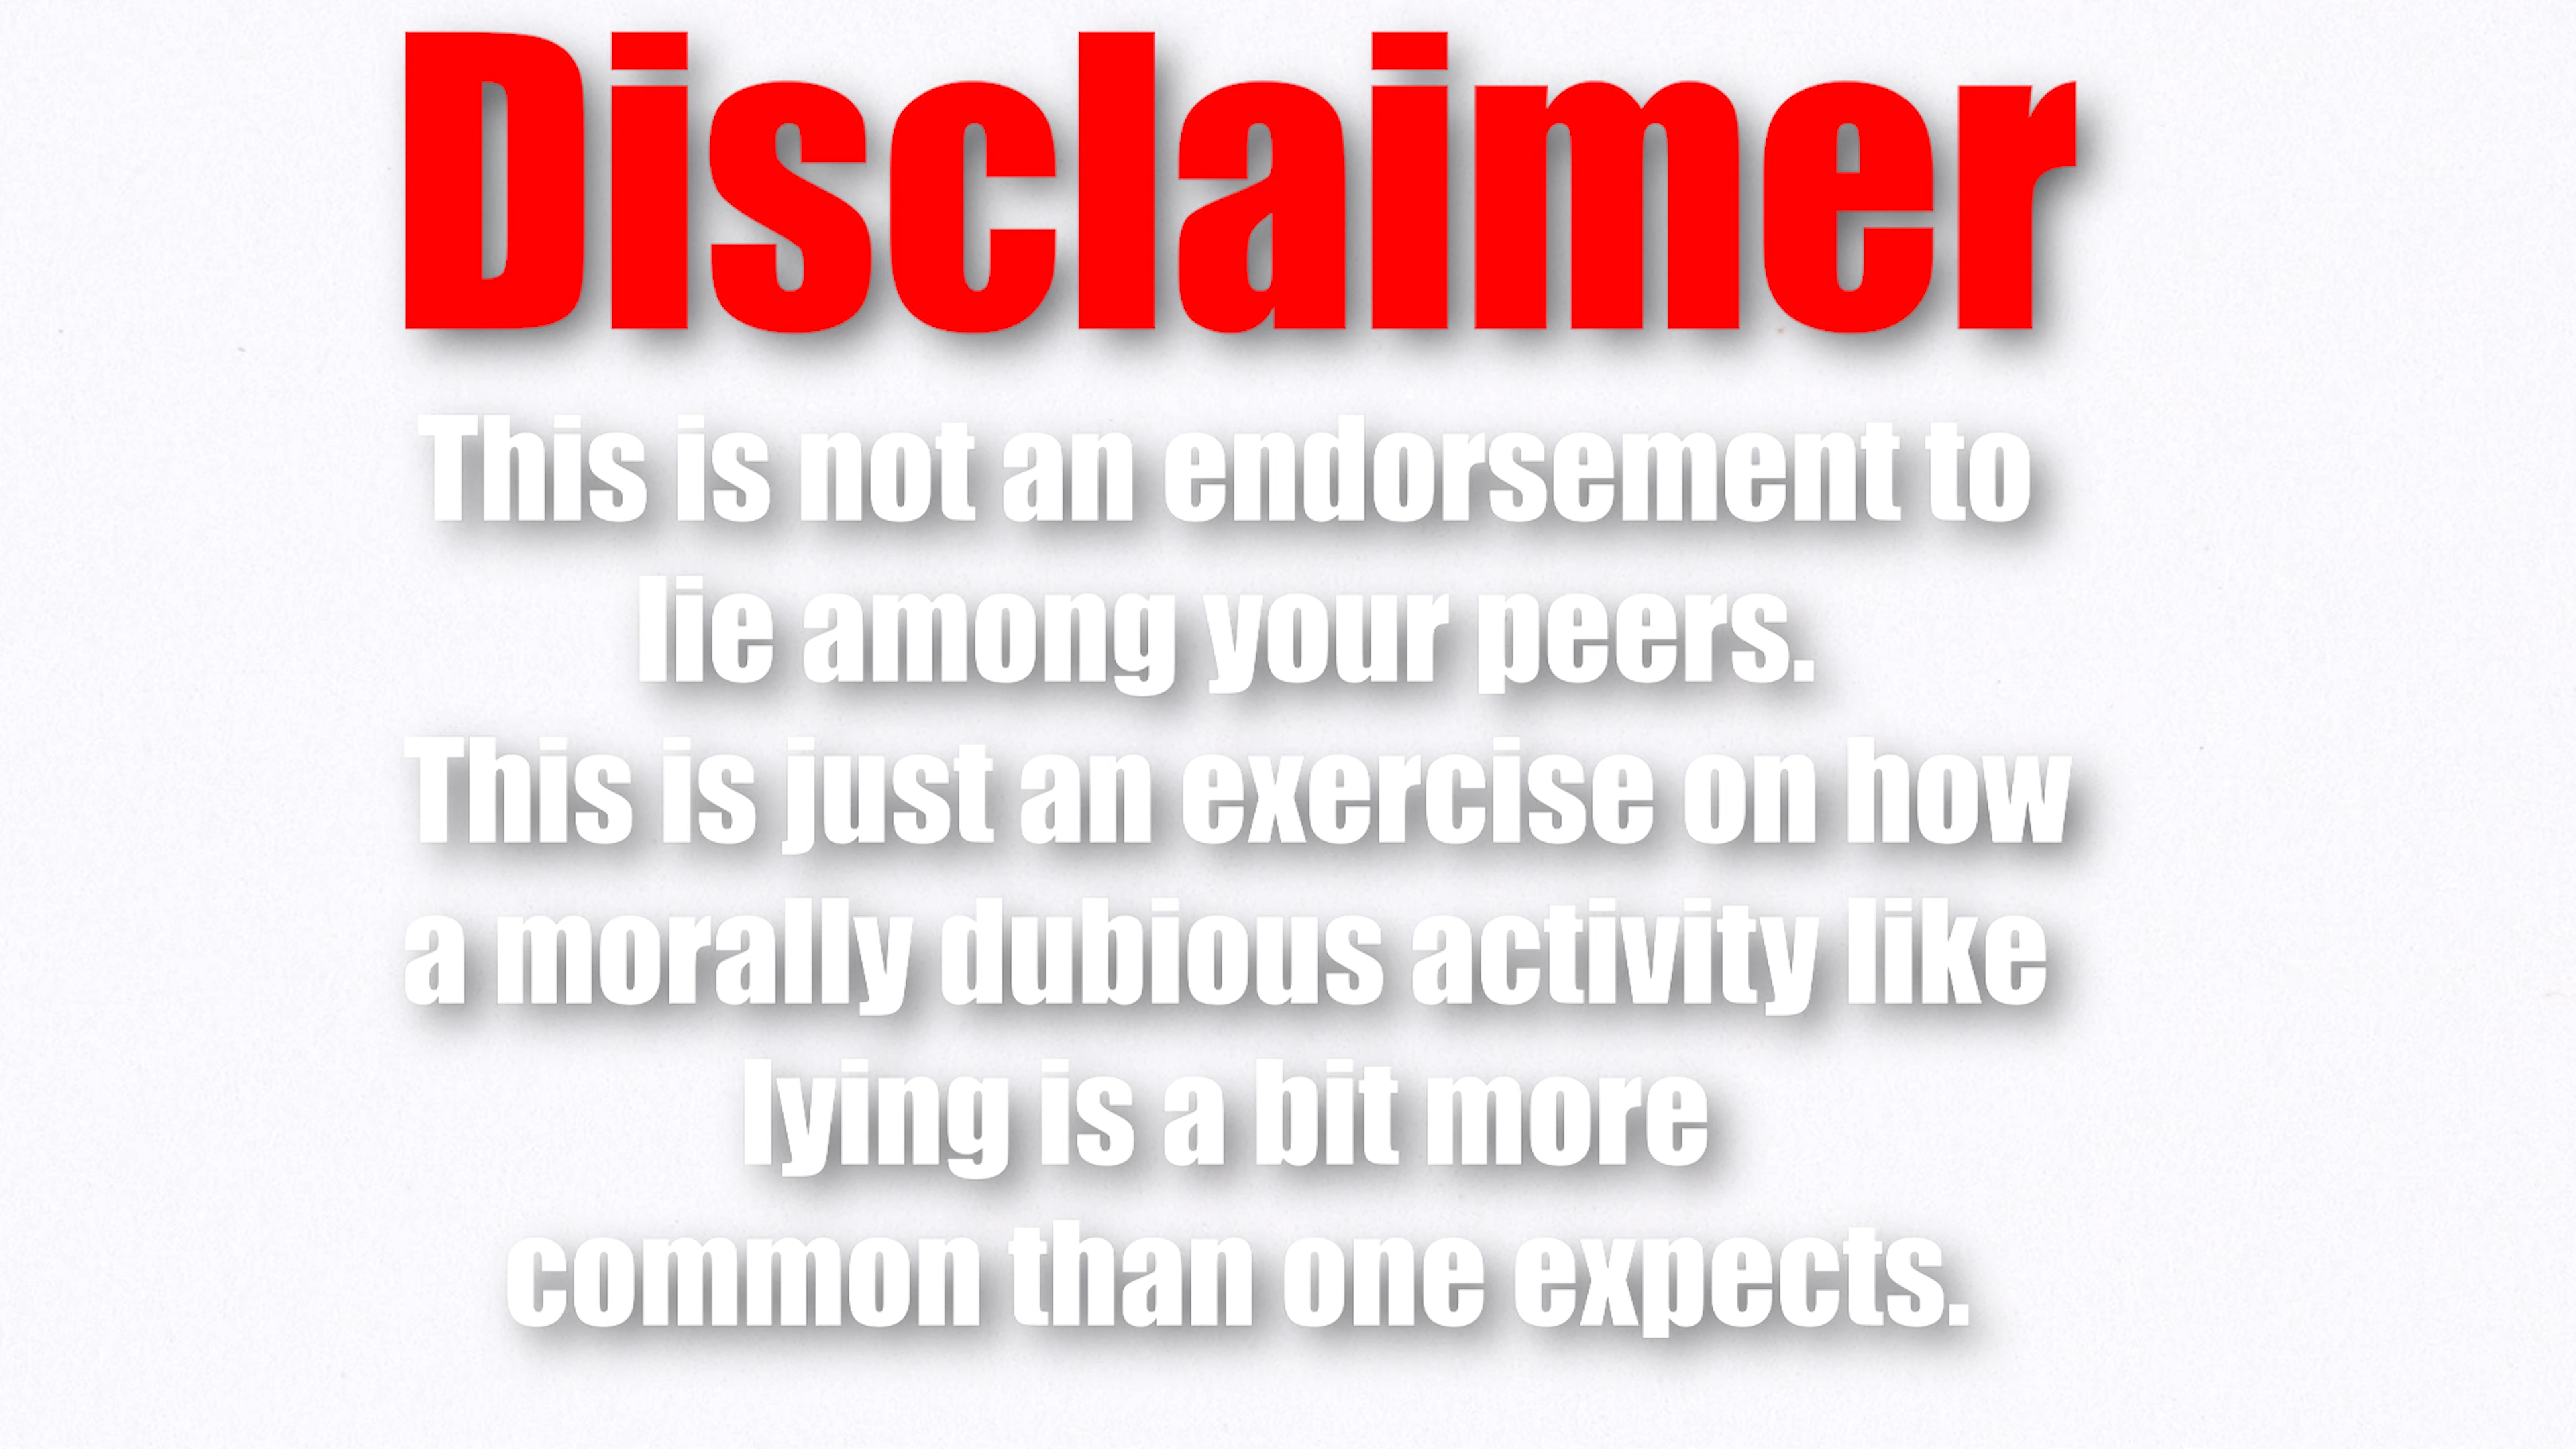 Disclaimer
This is not an endorsement to
lie among your peers.
This is just an exercise on how
a morally dubious activity like
lying is a bit more
common than one expects.